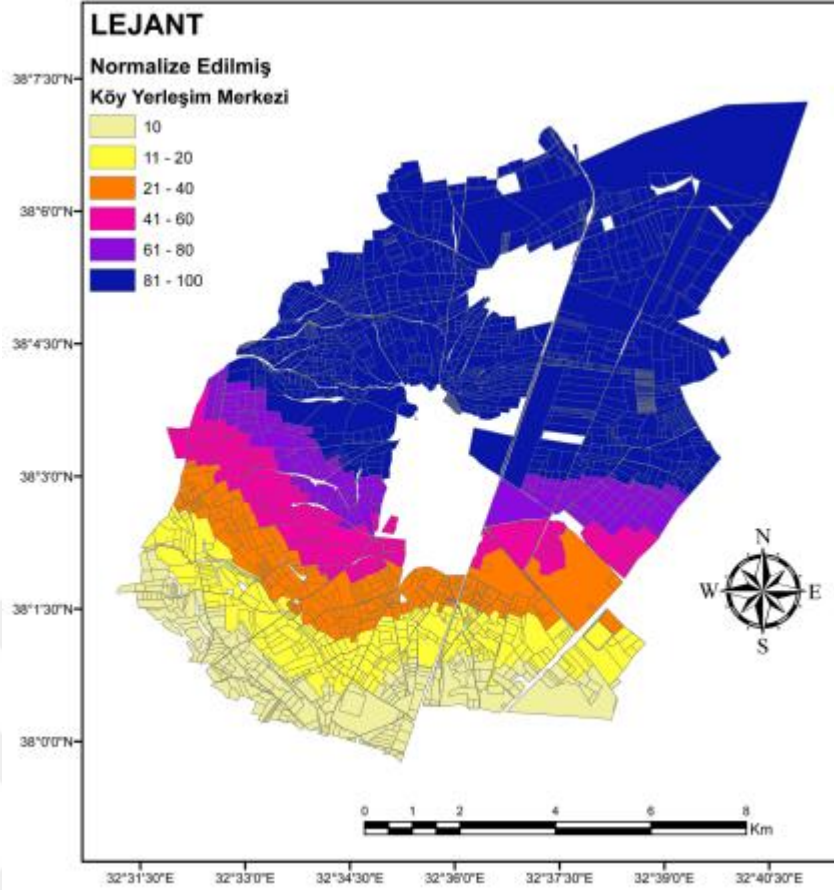 LEJANT
Normalize Edilmiş
Köy Yerleşim Merkezi
10
11 - 20
21 - 40
41 - 60
61 - 80
81 - 100
38°7'30"N
38°6'0"N
38°4'30"N
38°3'0"N
38°1'30"N
38°0'0"N
N
W E
S
0 1 2 4 6 8
Km
32°31'30"E 32°33'0"E 32°34'30"E 32°36'0"E 32°37'30"E 32°39'0"E 32°40'30"E